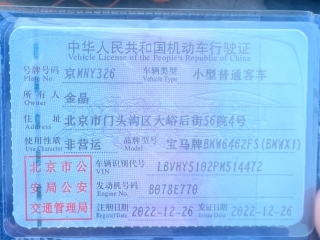 中华人民共和国机动车行驶证
Vehicle License of the People's Republic of China
号牌号码 京MNY326 车辆类型 小型普通客车
Plate No. Vehicle Type
所有人 金晶
Owner
住址 北京市门头沟区大峪后街56院4号
Address
使用性质 非营运 品牌型号 宝马牌BKW6462FS(BKWX1)
Use Character Model
北京市公 车辆识别代号 LBVHY5102PM514472
VIN
安局公安 发动机号码 B078E770
Engine No.
交通管理局 注册日期 2022-12-26 发证日期 2022-12-26
Register Date Issue Date